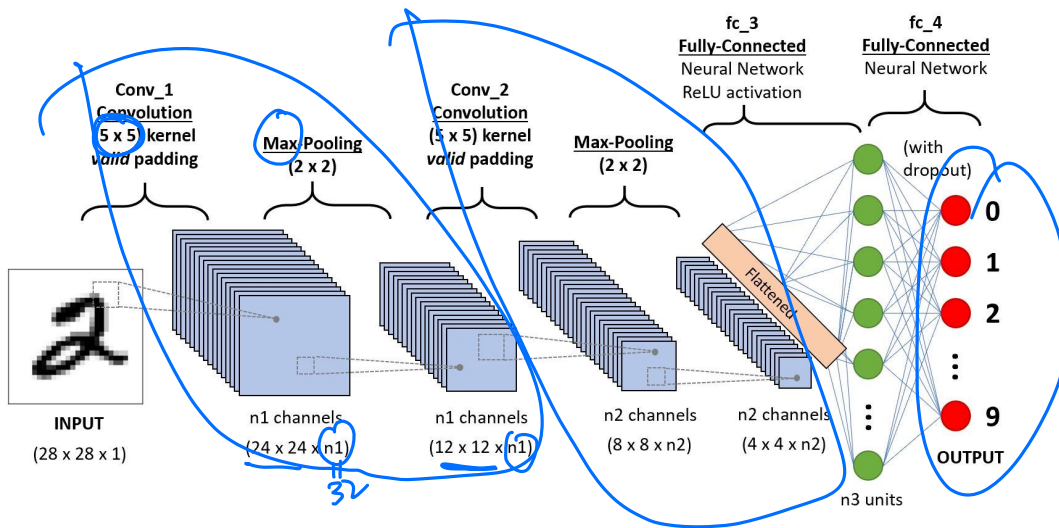 fc_3
Fully-Connected
Neural Network
ReLU activation
fc_4
Fully-Connected
Neural Network
Conv_1
Convolution
(5 x 5) kernel
valid padding
Max-Pooling
(2 x 2)
Conv_2
Convolution
(5 x 5) kernel
valid padding
Max-Pooling
(2 x 2)
(with
dropout)
2
Flattened
0
1
2
...
9
INPUT
(28 x 28 x 1)
n1 channels
(24 x 24 x n1)
32
n1 channels
(12 x 12 x n1)
n2 channels
(8 x 8 x n2)
n2 channels
(4 x 4 x n2)
n3 units
OUTPUT